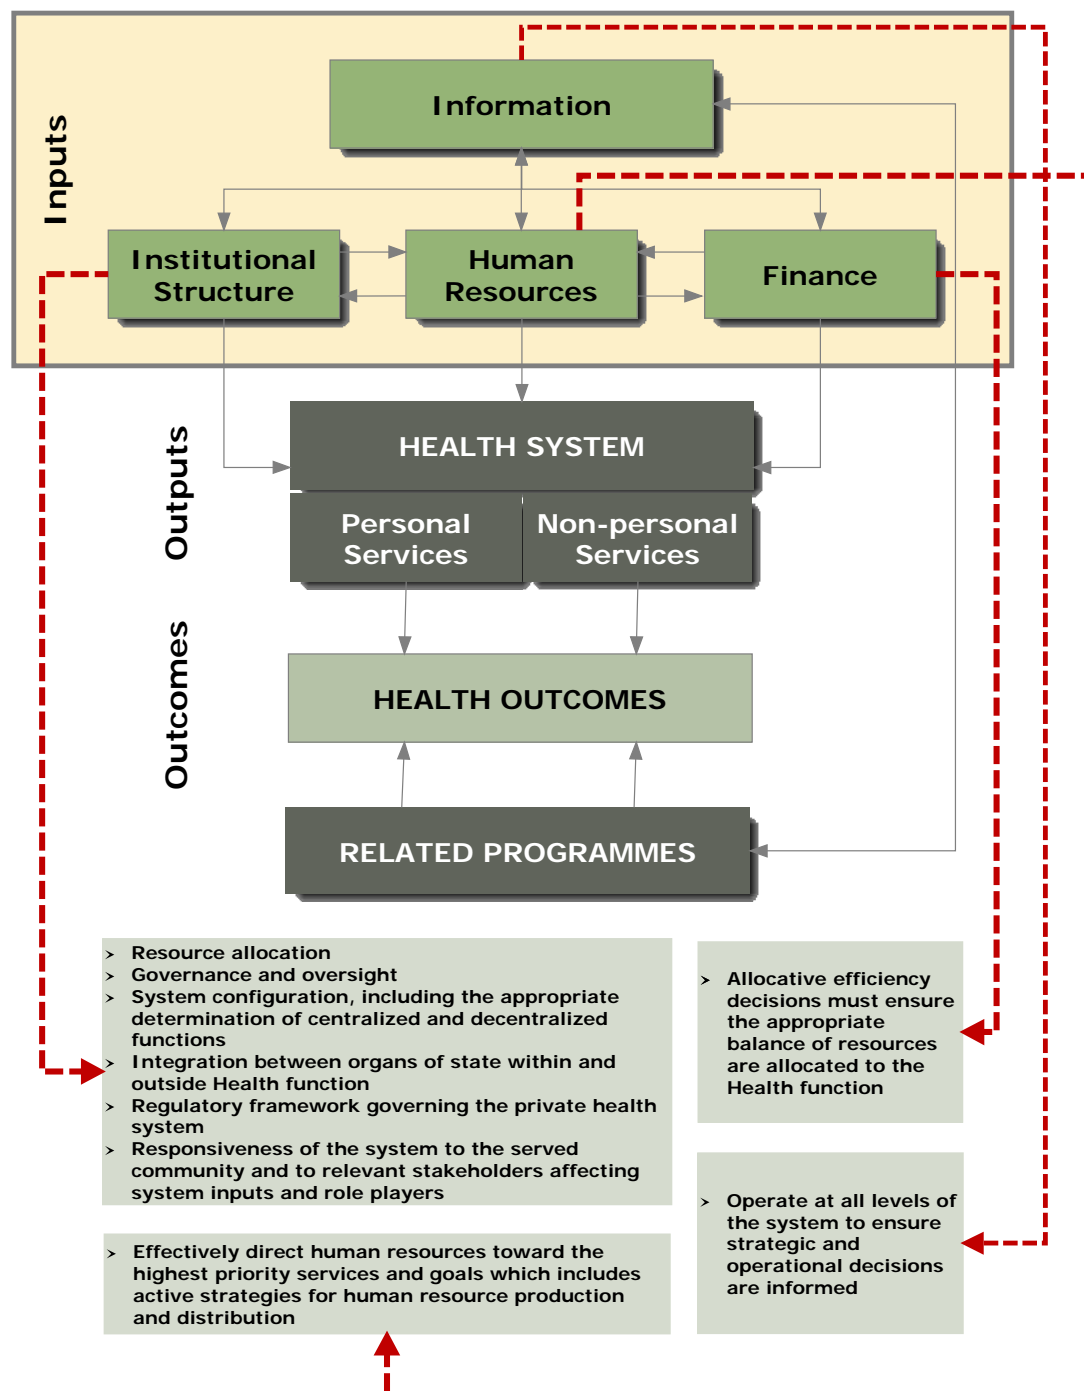 Inputs
Information
Institutional
Structure
Human
Resources
Finance
Outputs
HEALTH SYSTEM
Personal
Services
Non-personal
Services
Outcomes
HEALTH OUTCOMES
RELATED PROGRAMMES
➢ Resource allocation
➢ Governance and oversight
➢ System configuration, including the appropriate
determination of centralized and decentralized
functions
➢ Integration between organs of state within and
outside Health function
➢ Regulatory framework governing the private health
system
➢ Responsiveness of the system to the served
community and to relevant stakeholders affecting
system inputs and role players
➢ Allocative efficiency
decisions must ensure
the appropriate
balance of resources
are allocated to the
Health function
➢ Effectively direct human resources toward the
highest priority services and goals which includes
active strategies for human resource production
and distribution
➢ Operate at all levels of
the system to ensure
strategic and
operational decisions
are informed